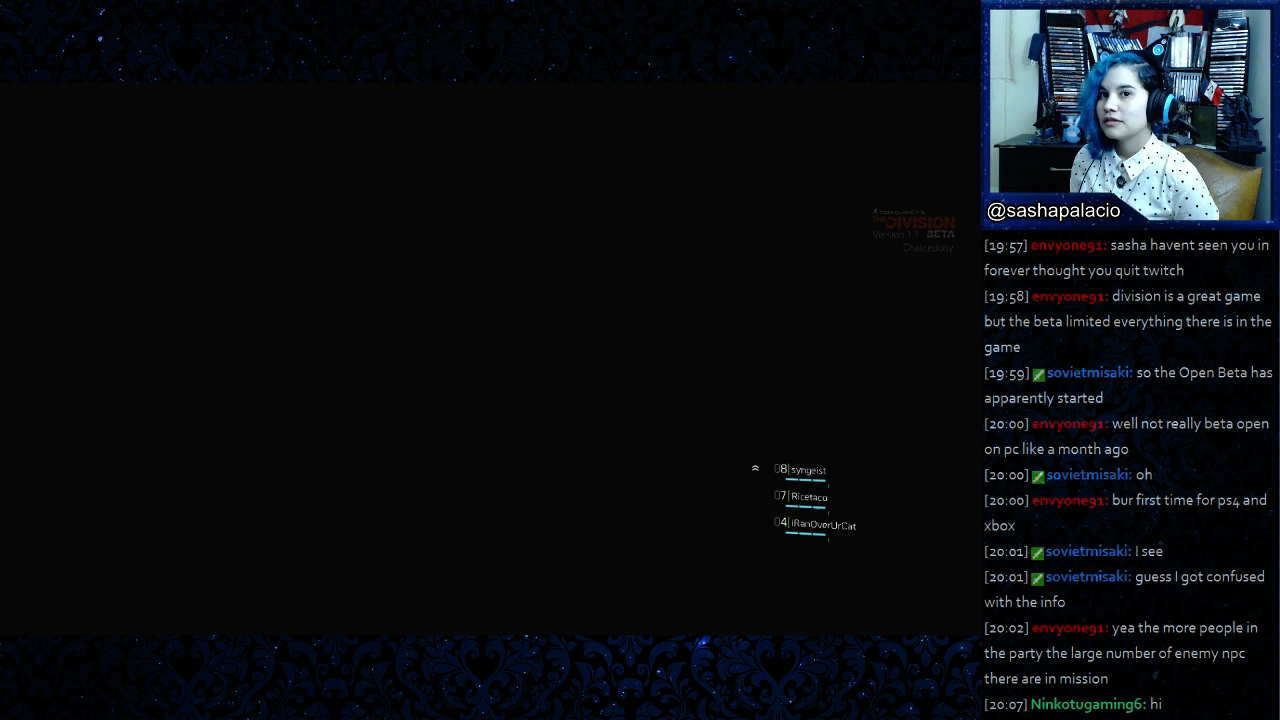 THE DIVISION
Version 1.1 BETA
Chalcedony
08 syngeist
07 Ricetaco
04 iRanOverUrCat
@sashapalacio
[19:57] envyone91: sasha havent seen you in
forever thought you quit twitch
[19:58] envyone91: division is a great game
but the beta limited everything there is in the
game
[19:59] sovietmisaki: so the Open Beta has
apparently started
[20:00] envyone91: well not really beta open
on pc like a month ago
[20:00] sovietmisaki: oh
[20:00] envyone91: bur first time for ps4 and
xbox
[20:01] sovietmisaki: I see
[20:01] sovietmisaki: guess I got confused
with the info
[20:02] envyone91: yea the more people in
the party the large number of enemy npc
there are in mission
[20:07] Ninkotugaming6: hi